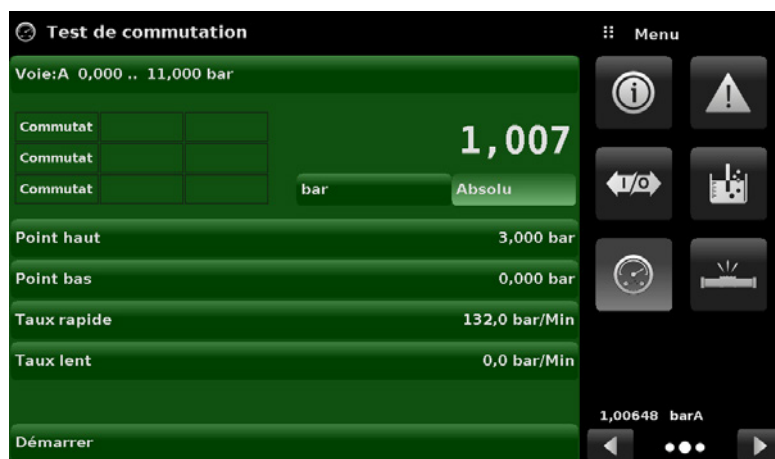 Test de commutation
Menu
Voie:A 0,000 .. 11,000 bar
Commutat
1,007
Commutat
Commutat
bar
Absolu
I/O
Point haut 3,000 bar
Point bas 0,000 bar
Taux rapide 132,0 bar/Min
Taux lent 0,0 bar/Min
1,00648 barA
Démarrer